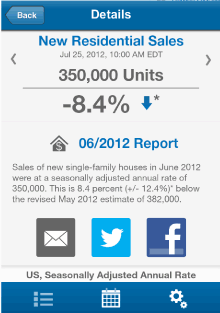 Back
Details
New Residential Sales
Jul 25, 2012, 10:00 AM EDT
350,000 Units
-8.4% *
06/2012 Report
Sales of new single-family houses in June 2012
were at a seasonally adjusted annual rate of
350,000. This is 8.4 percent (+/- 12.4%)* below
the revised May 2012 estimate of 382,000.
US, Seasonally Adjusted Annual Rate